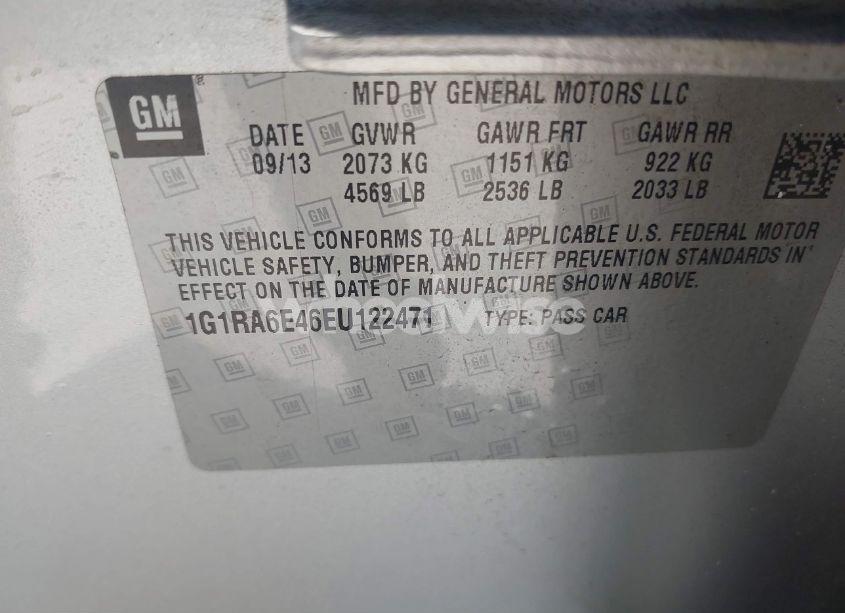 GM
MFD BY GENERAL MOTORS LLC
DATE GVWR GAWR FRT GAWR RR
09/13 2073 KG 1151 KG 922 KG
4569 LB 2536 LB 2033 LB
THIS VEHICLE CONFORMS TO ALL APPLICABLE U.S. FEDERAL MOTOR
VEHICLE SAFETY, BUMPER, AND THEFT PREVENTION STANDARDS IN
EFFECT ON THE DATE OF MANUFACTURE SHOWN ABOVE.
1G1RA6E46EU122471 TYPE: PASS CAR